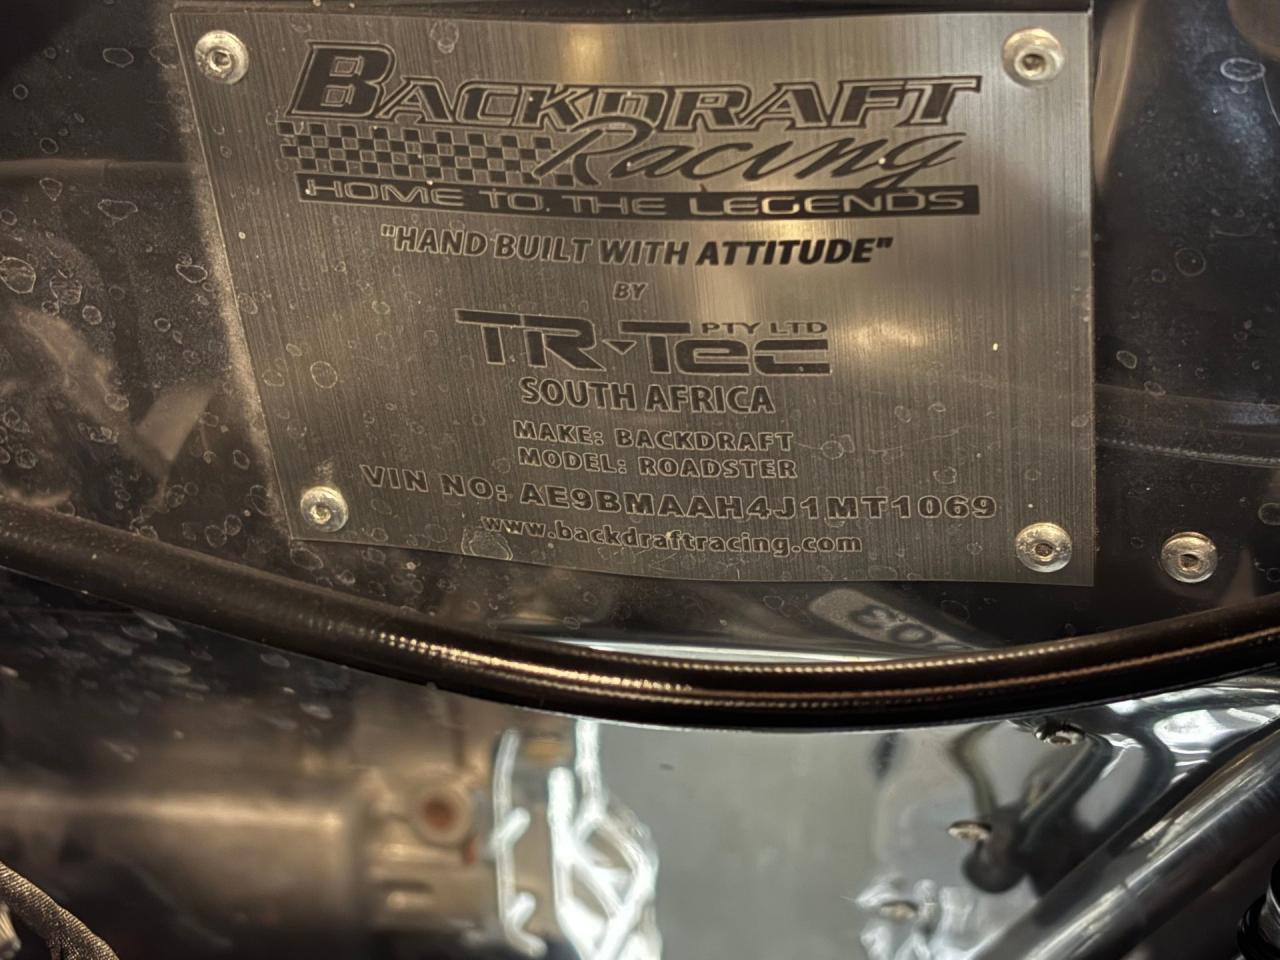 BACKDRAFT
Racing
HOME TO THE LEGENDS
"HAND BUILT WITH ATTITUDE"
BY
TR-Tec PTY LTD
SOUTH AFRICA
MAKE: BACKDRAFT
MODEL: ROADSTER
VIN NO: AE9BMAAH4J1MT1069
www.backdraftracing.com